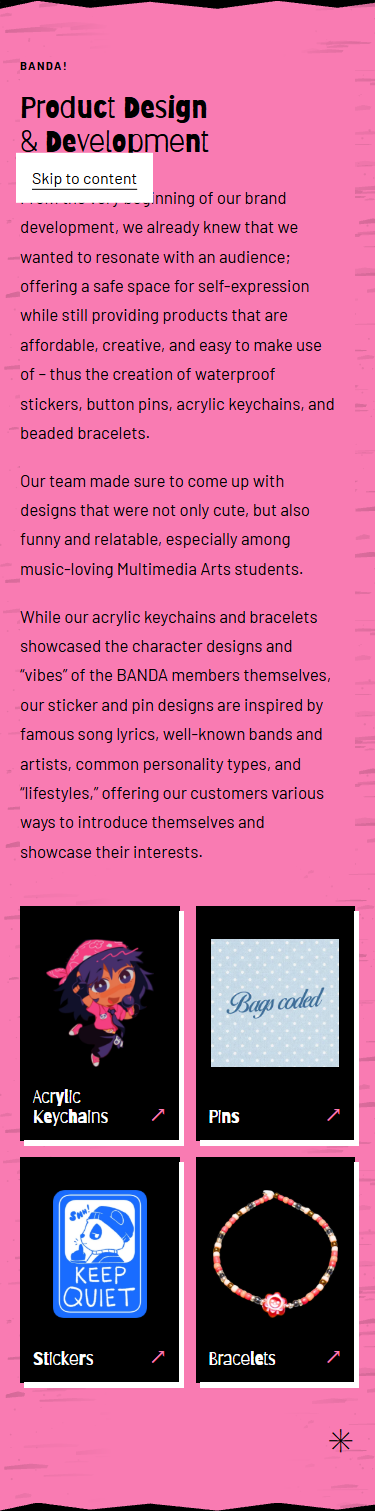 BANDA!
Product Design
& Development
Skip to content
beginning of our brand
development, we already knew that we
wanted to resonate with an audience;
offering a safe space for self-expression
while still providing products that are
affordable, creative, and easy to make use
of – thus the creation of waterproof
stickers, button pins, acrylic keychains, and
beaded bracelets.
Our team made sure to come up with
designs that were not only cute, but also
funny and relatable, especially among
music-loving Multimedia Arts students.
While our acrylic keychains and bracelets
showcased the character designs and
“vibes” of the BANDA members themselves,
our sticker and pin designs are inspired by
famous song lyrics, well-known bands and
artists, common personality types, and
“lifestyles,” offering our customers various
ways to introduce themselves and
showcase their interests.
Bags coded
Acrylic
Keychains
Pins
SHH!
KEEP
QUIET
Stickers
Bracelets